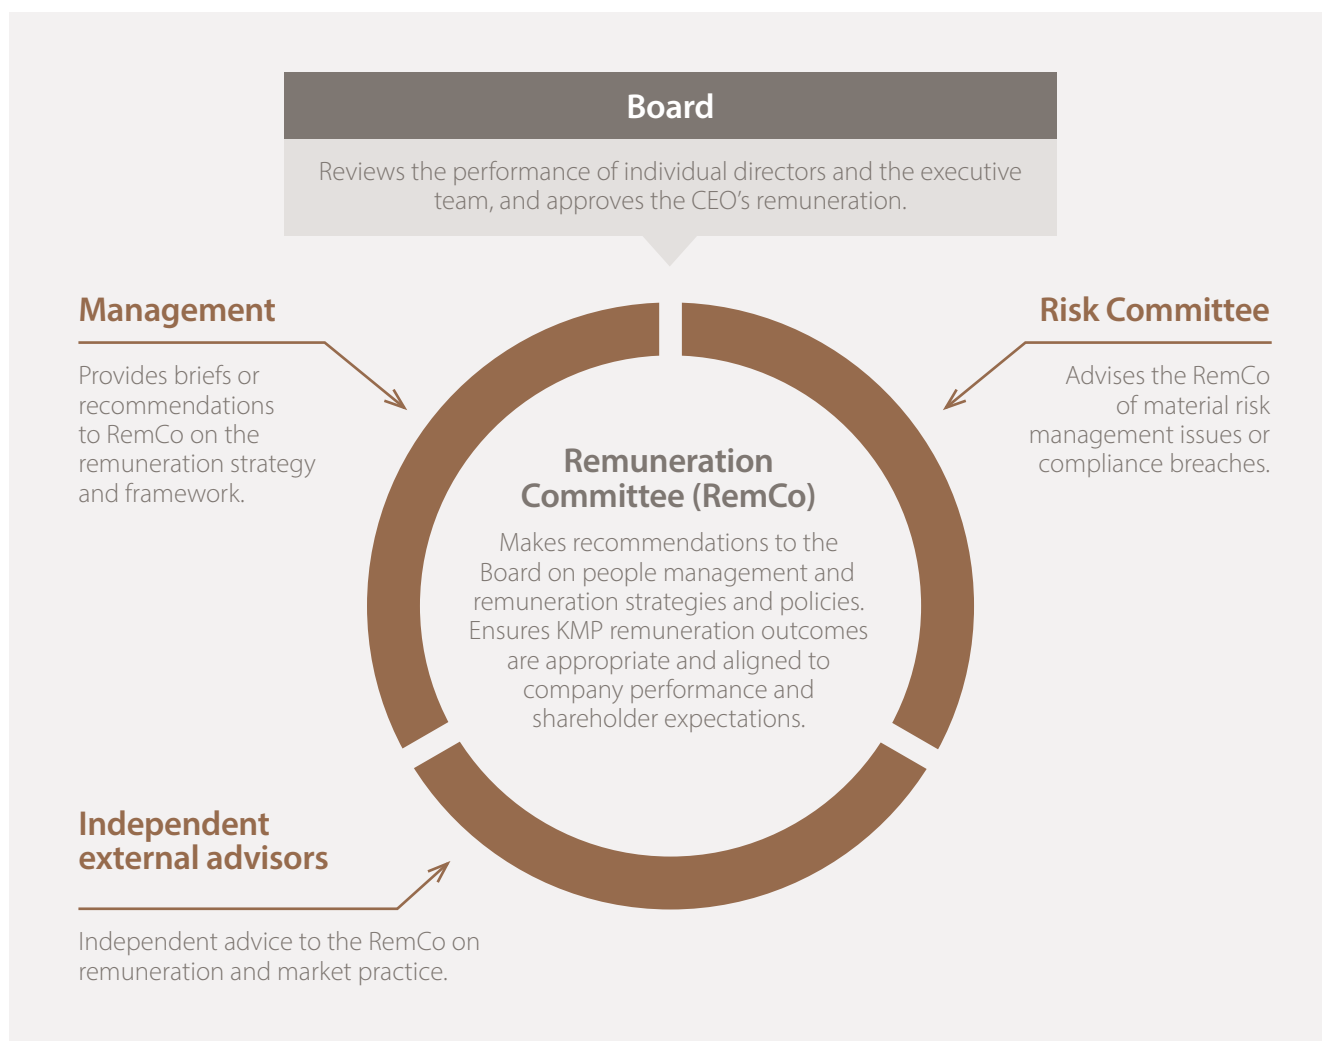 Board
Reviews the performance of individual directors and the executive
team, and approves the CEO’s remuneration.
Management
Provides briefs or
recommendations
to RemCo on the
remuneration strategy
and framework.
Risk Committee
Advises the RemCo
of material risk
management issues or
compliance breaches.
Remuneration
Committee (RemCo)
Makes recommendations to the
Board on people management and
remuneration strategies and policies.
Ensures KMP remuneration outcomes
are appropriate and aligned to
company performance and
shareholder expectations.
Independent
external advisors
Independent advice to the RemCo on
remuneration and market practice.